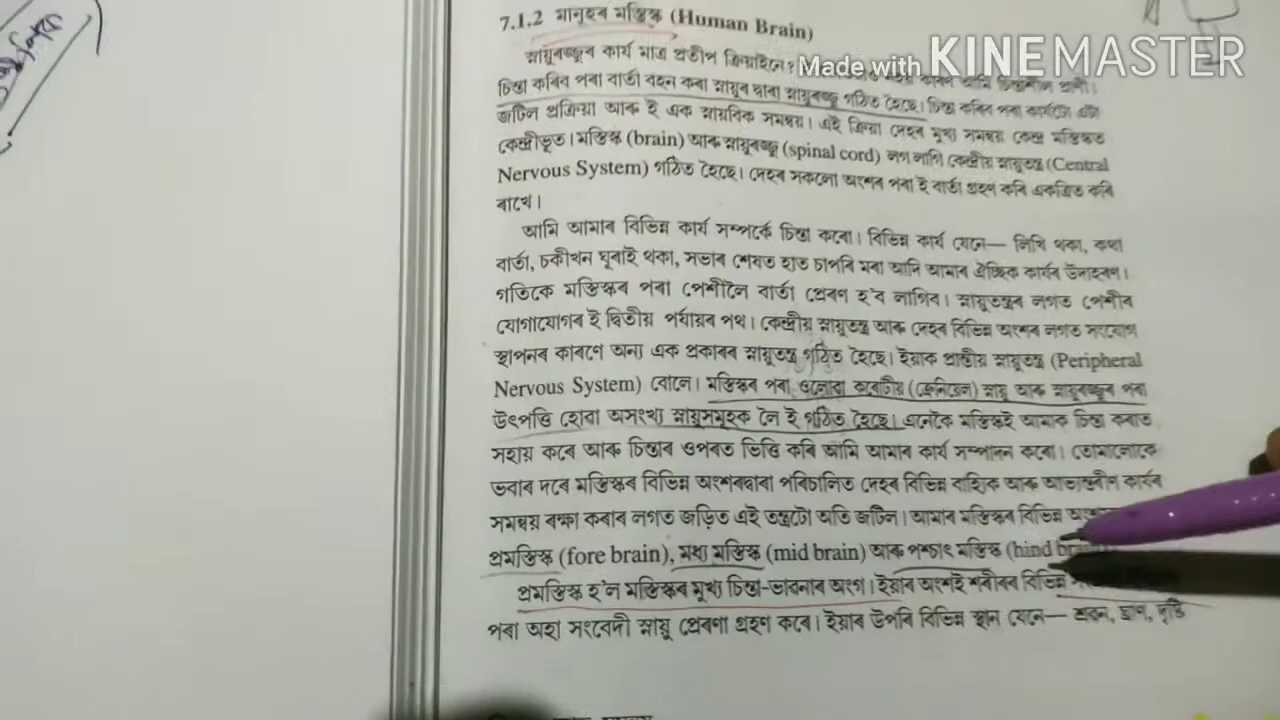 7.1.2 মানুহৰ মস্তিষ্ক (Human Brain)
Made with KINEMASTER
স্নায়ুৰজ্জুৰ কাৰ্য মাত্ৰ প্ৰতীপ ক্ৰিয়াইনে? কাৰণ আমি চিন্তাশীল প্ৰাণী।
চিন্তা কৰিব পৰা বাৰ্তা বহন কৰা স্নায়ুৰ দ্বাৰা স্নায়ুৰজ্জু গঠিত হৈছে। চিন্তা কৰিব পৰা কাৰ্যটো এটা
জটিল প্ৰক্ৰিয়া আৰু ই এক স্নায়বিক সমন্বয়। এই ক্ৰিয়া দেহৰ মুখ্য সমন্বয় কেন্দ্ৰ মস্তিষ্কত
কেন্দ্ৰীভূত। মস্তিষ্ক (brain) আৰু স্নায়ুৰজ্জু (spinal cord) লগ লাগি কেন্দ্ৰীয় স্নায়ুতন্ত্ৰ (Central
Nervous System) গঠিত হৈছে। দেহৰ সকলো অংশৰ পৰা ই বাৰ্তা গ্ৰহণ কৰি একত্ৰিত কৰি
ৰাখে।
আমি আমাৰ বিভিন্ন কাৰ্য সম্পৰ্কে চিন্তা কৰো। বিভিন্ন কাৰ্য যেনে— লিখি থকা, কথা
বাৰ্তা, চকীখন ঘূৰাই থকা, সভাৰ শেষত হাত চাপৰি মৰা আদি আমাৰ ঐচ্ছিক কাৰ্যৰ উদাহৰণ।
গতিকে মস্তিষ্কৰ পৰা পেশীলৈ বাৰ্তা প্ৰেৰণ হ'ব লাগিব। স্নায়ুতন্ত্ৰৰ লগত পেশীৰ
যোগাযোগৰ ই দ্বিতীয় পৰ্যায়ৰ পথ। কেন্দ্ৰীয় স্নায়ুতন্ত্ৰ আৰু দেহৰ বিভিন্ন অংশৰ লগত সংযোগ
স্থাপনৰ কাৰণে অন্য এক প্ৰকাৰৰ স্নায়ুতন্ত্ৰ গঠিত হৈছে। ইয়াক প্ৰান্তীয় স্নায়ুতন্ত্ৰ (Peripheral
Nervous System) বোলে। মস্তিষ্কৰ পৰা ওলোৱা কৰোটীয় (ক্ৰেনিয়েল) স্নায়ু আৰু স্নায়ুৰজ্জুৰ পৰা
উৎপত্তি হোৱা অসংখ্য স্নায়ুসমূহক লৈ ই গঠিত হৈছে। এনেকৈ মস্তিষ্কই আমাক চিন্তা কৰাত
সহায় কৰে আৰু চিন্তাৰ ওপৰত ভিত্তি কৰি আমি আমাৰ কাৰ্য সম্পাদন কৰো। তোমালোকে
ভবাৰ দৰে মস্তিষ্কৰ বিভিন্ন অংশৰদ্বাৰা পৰিচালিত দেহৰ বিভিন্ন বাহ্যিক আৰু আভ্যন্তৰীণ কাৰ্যৰ
সমন্বয় ৰক্ষা কৰাৰ লগত জড়িত এই তন্ত্ৰটো অতি জটিল। আমাৰ মস্তিষ্কৰ বিভিন্ন
প্ৰমস্তিষ্ক (fore brain), মধ্য মস্তিষ্ক (mid brain) আৰু পশ্চাৎ মস্তিষ্ক (hind brain)
প্ৰমস্তিষ্ক হ'ল মস্তিষ্কৰ মুখ্য চিন্তা-ভাৱনাৰ অংগ। ইয়াৰ অংশই শৰীৰৰ বিভিন্ন
পৰা অহা সংবেদী স্নায়ু প্ৰেৰণা গ্ৰহণ কৰে। ইয়াৰ উপৰি বিভিন্ন স্থান যেনে— শ্ৰৱন, ঘ্ৰাণ, দৃষ্টি